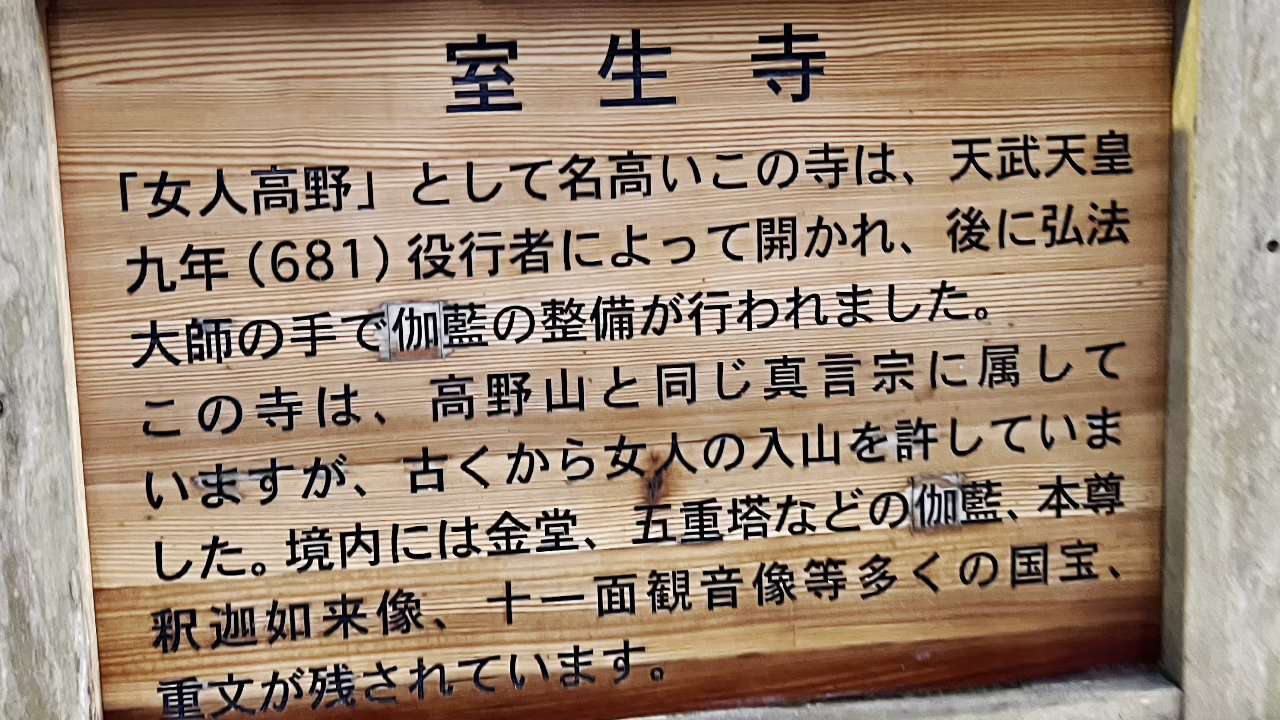 室生寺
「女人高野」として名高いこの寺は、天武天皇
九年(681)役行者によって開かれ、後に弘法
大師の手で伽藍の整備が行われました。
この寺は、高野山と同じ真言宗に属して
いますが、古くから女人の入山を許していま
した。境内には金堂、五重塔などの伽藍、本尊
釈迦如来像、十一面観音像等多くの国宝、
重文が残されています。